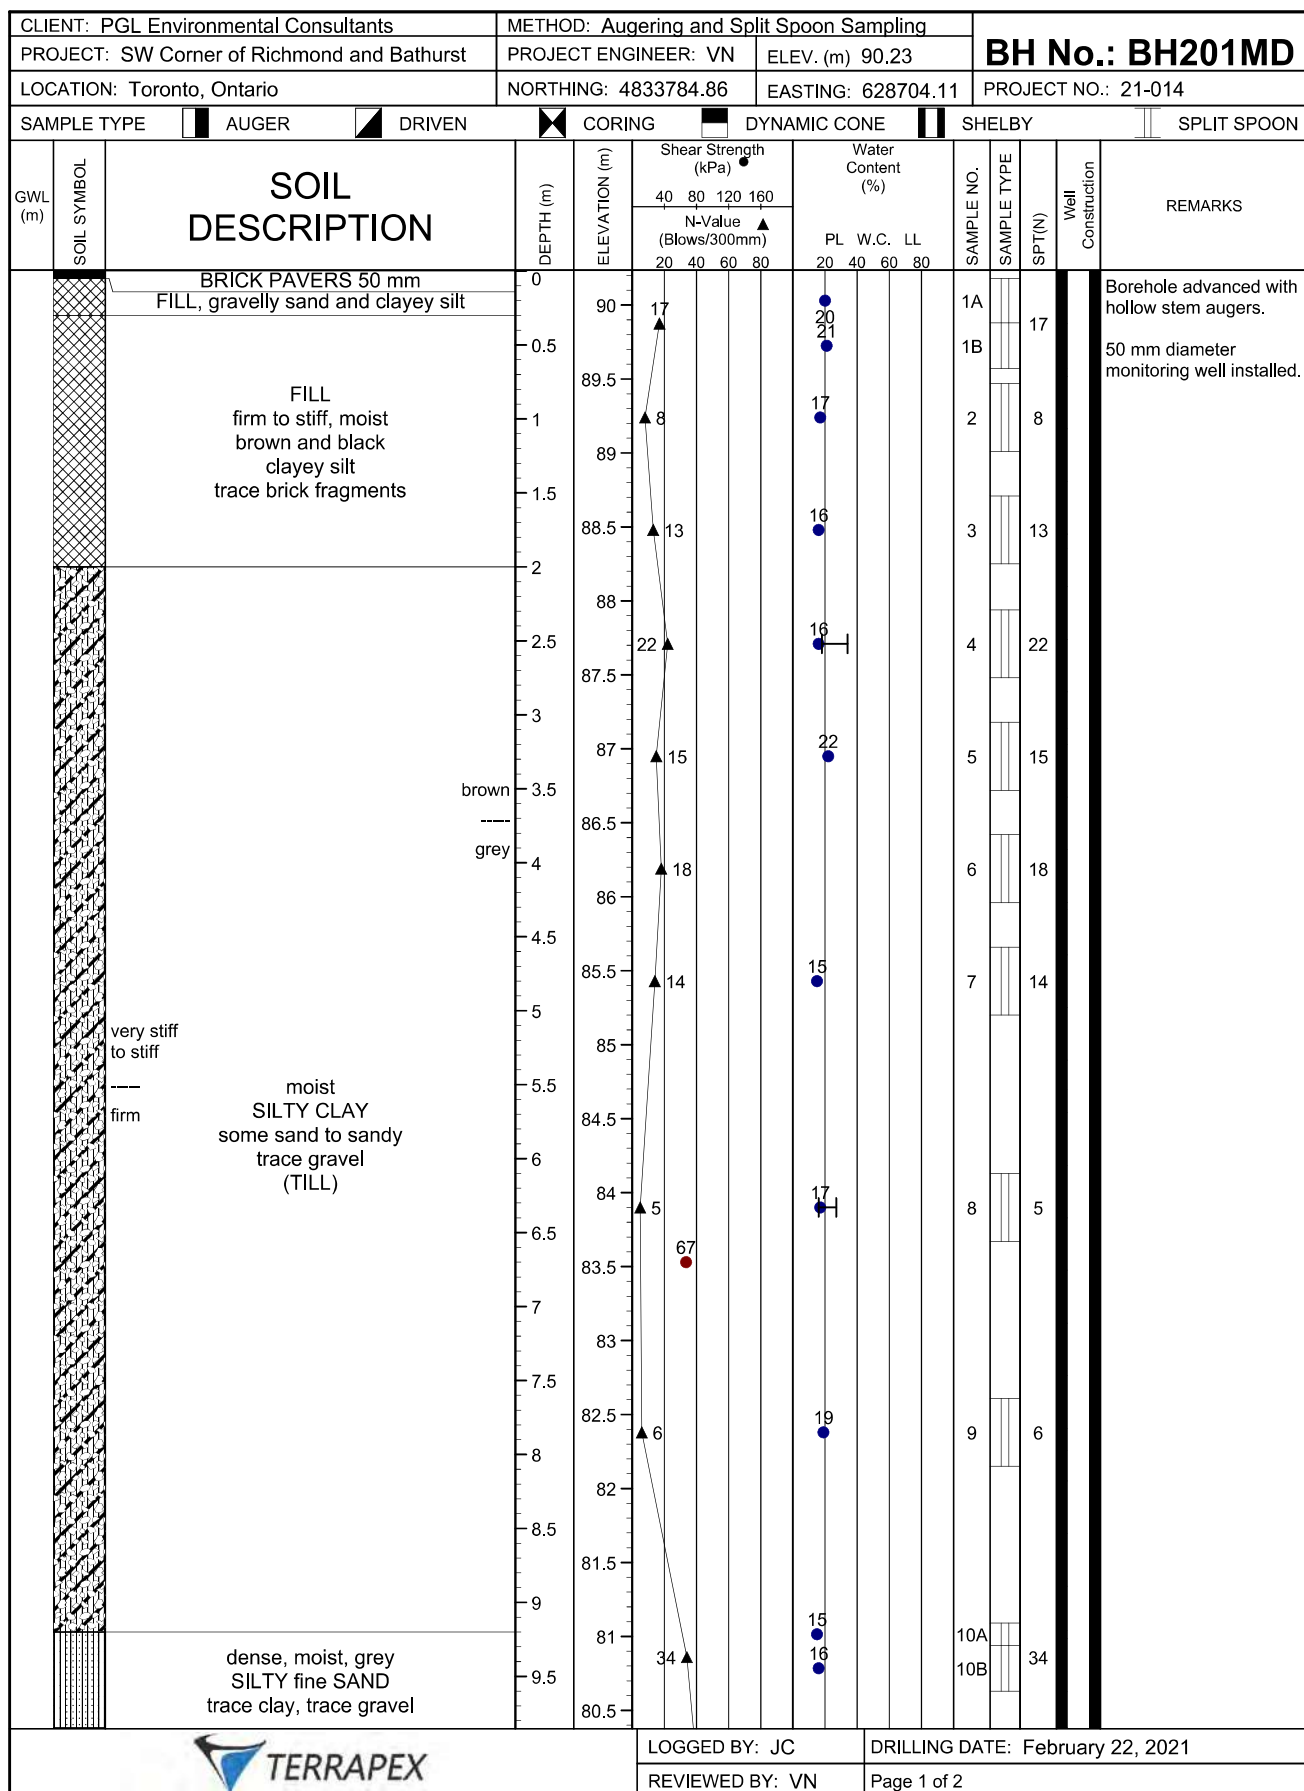 CLIENT: PGL Environmental Consultants
METHOD: Augering and Split Spoon Sampling
BH No.: BH201MD
PROJECT: SW Corner of Richmond and Bathurst
PROJECT ENGINEER: VN
ELEV. (m) 90.23
LOCATION: Toronto, Ontario
NORTHING: 4833784.86
EASTING: 628704.11
PROJECT NO.: 21-014
SAMPLE TYPE AUGER DRIVEN CORING DYNAMIC CONE SHELBY SPLIT SPOON
GWL
(m)
SOIL SYMBOL
SOIL
DESCRIPTION
DEPTH (m)
ELEVATION (m)
Shear Strength
(kPa)
40 80 120 160
N-Value
(Blows/300mm)
20 40 60 80
Water
Content
(%)
PL W.C. LL
20 40 60 80
SAMPLE NO.
SAMPLE TYPE
SPT(N)
Well
Construction
REMARKS
BRICK PAVERS 50 mm
FILL, gravelly sand and clayey silt
FILL
firm to stiff, moist
brown and black
clayey silt
trace brick fragments
brown
-----
grey
very stiff
to stiff
----
firm
moist
SILTY CLAY
some sand to sandy
trace gravel
(TILL)
dense, moist, grey
SILTY fine SAND
trace clay, trace gravel
0
0.5
1
1.5
2
2.5
3
3.5
4
4.5
5
5.5
6
6.5
7
7.5
8
8.5
9
9.5
90
89.5
89
88.5
88
87.5
87
86.5
86
85.5
85
84.5
84
83.5
83
82.5
82
81.5
81
80.5
17
8
13
22
15
18
14
5
67
6
34
20
21
17
16
16
22
15
17
19
15
16
1A
1B
2
3
4
5
6
7
8
9
10A
10B
17
8
13
22
15
18
14
5
6
34
Borehole advanced with
hollow stem augers.
50 mm diameter
monitoring well installed.
TERRAPEX
LOGGED BY: JC
DRILLING DATE: February 22, 2021
REVIEWED BY: VN
Page 1 of 2